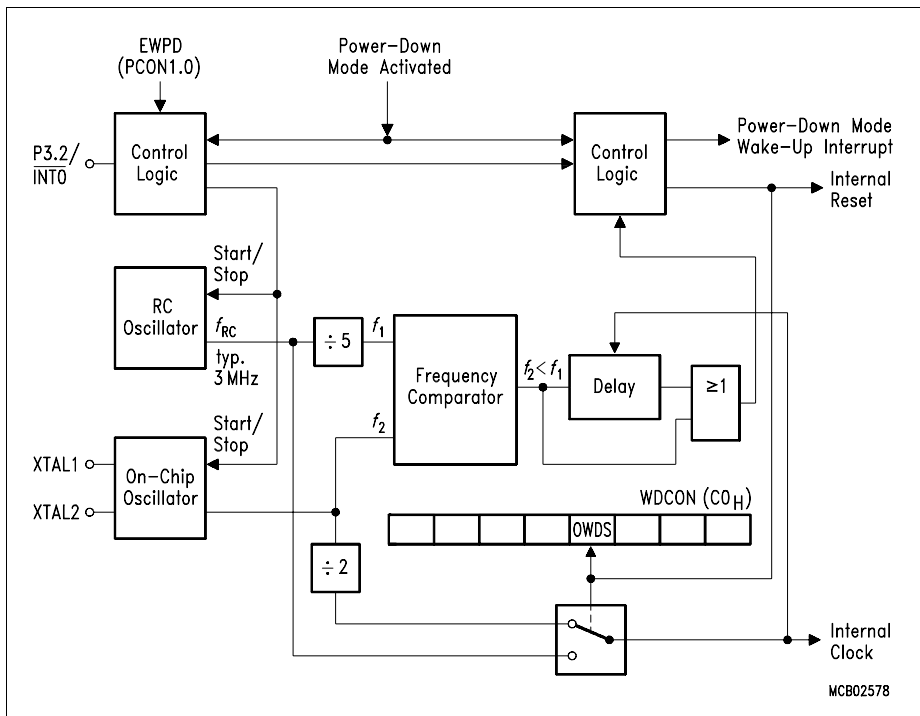 EWPD
(PCON1.0)
Power-Down
Mode Activated
P3.2/
INT0
Control
Logic
Control
Logic
Power-Down Mode
Wake-Up Interrupt
Internal
Reset
Start/
Stop
RC
Oscillator
fRC
typ.
3 MHz
÷ 5
f1
Frequency
Comparator
f2 < f1
Delay
≥1
f2
Start/
Stop
XTAL1
XTAL2
On-Chip
Oscillator
WDCON (C0H)
OWDS
÷ 2
Internal
Clock
MCB02578